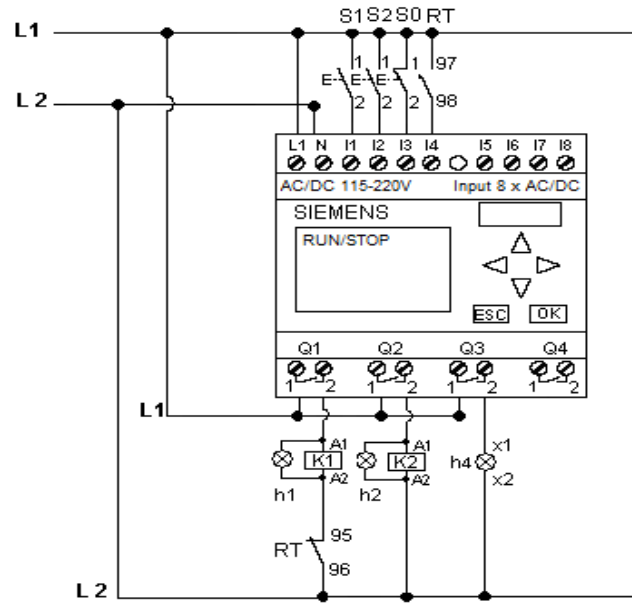 S1 S2 S0 RT
L1
1 1 1 97
E E
2 2 2 98
L 2
L1 N I1 I2 I3 I4 I5 I6 I7 I8
AC/DC 115-220V Input 8 x AC/DC
SIEMENS
RUN/STOP
ESC OK
Q1 Q2 Q3 Q4
1 2 1 2 1 2 1 2
L1
A1 A1 x1
K1 K2 h4
A2 A2 x2
h1 h2
95
RT
96
L 2